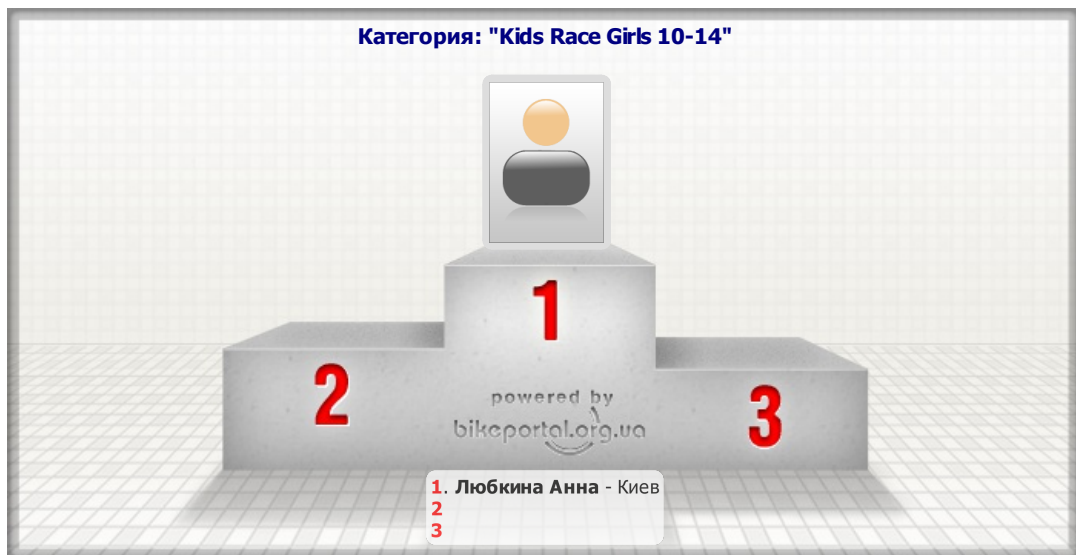 Категория: "Kids Race Girls 10-14"
1
2
3
powered by
bikeportal.org.ua
1. Любкина Анна - Киев
2
3